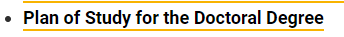 • Plan of Study for the Doctoral Degree